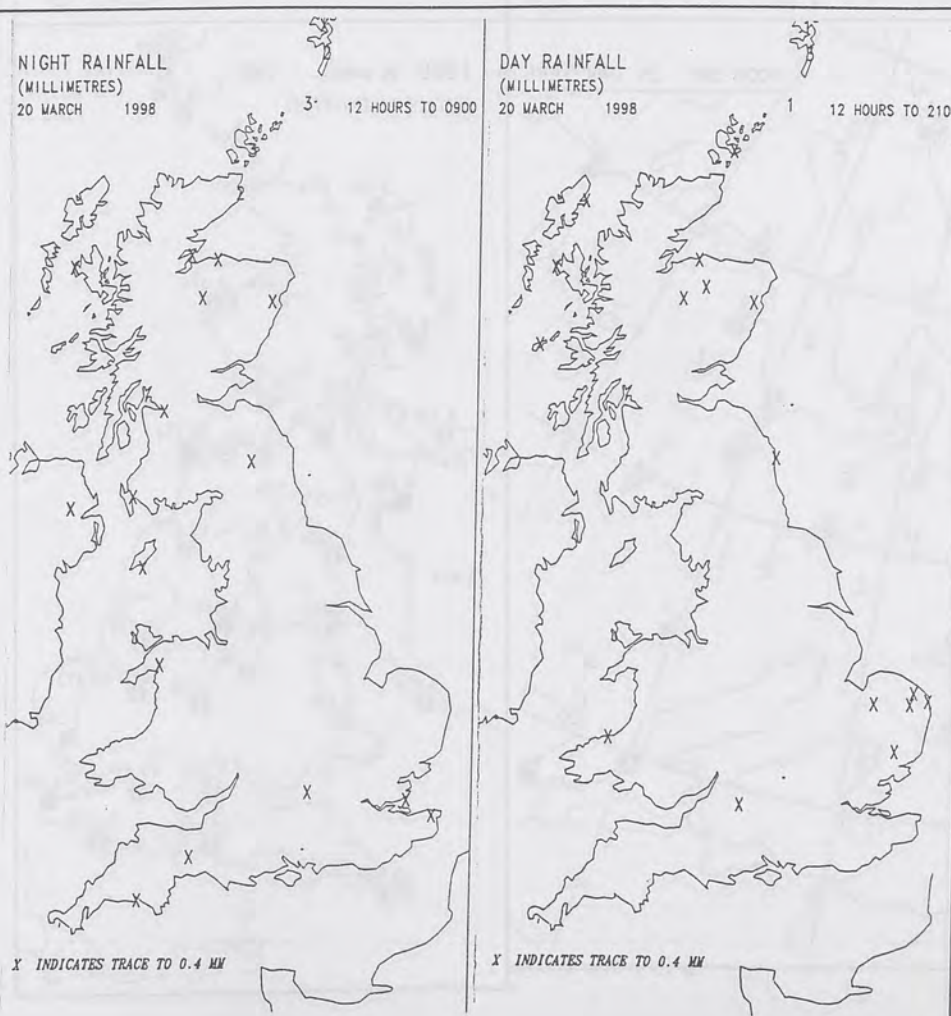 NIGHT RAINFALL
(MILLIMETRES)
20 MARCH 1998
3
12 HOURS TO 0900
X INDICATES TRACE TO 0.4 MM
DAY RAINFALL
(MILLIMETRES)
20 MARCH 1998
1
12 HOURS TO 210
X INDICATES TRACE TO 0.4 MM